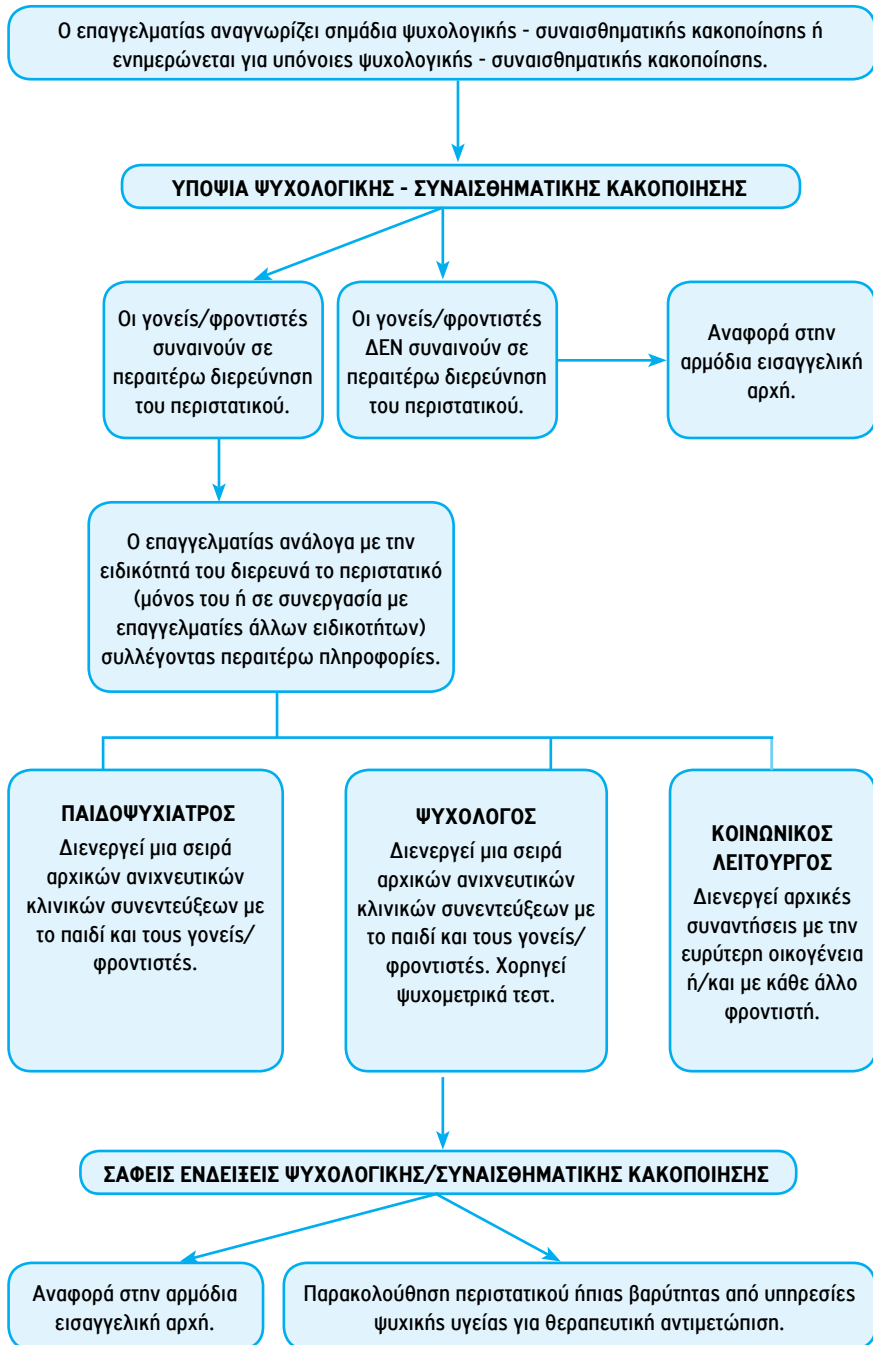 Ο επαγγελματίας αναγνωρίζει σημάδια ψυχολογικής - συναισθηματικής κακοποίησης ή
ενημερώνεται για υπόνοιες ψυχολογικής - συναισθηματικής κακοποίησης.
ΥΠΟΨΙΑ ΨΥΧΟΛΟΓΙΚΗΣ - ΣΥΝΑΙΣΘΗΜΑΤΙΚΗΣ ΚΑΚΟΠΟΙΗΣΗΣ
Οι γονείς/φροντιστές
συναινούν σε
περαιτέρω διερεύνηση
του περιστατικού.
Οι γονείς/φροντιστές
ΔΕΝ συναινούν σε
περαιτέρω διερεύνηση
του περιστατικού.
Αναφορά στην
αρμόδια εισαγγελική
αρχή.
Ο επαγγελματίας ανάλογα με την
ειδικότητά του διερευνά το περιστατικό
(μόνος του ή σε συνεργασία με
επαγγελματίες άλλων ειδικοτήτων)
συλλέγοντας περαιτέρω πληροφορίες.
ΠΑΙΔΟΨΥΧΙΑΤΡΟΣ
Διενεργεί μια σειρά
αρχικών ανιχνευτικών
κλινικών συνεντεύξεων με
το παιδί και τους γονείς/
φροντιστές.
ΨΥΧΟΛΟΓΟΣ
Διενεργεί μια σειρά
αρχικών ανιχνευτικών
κλινικών συνεντεύξεων με
το παιδί και τους γονείς/
φροντιστές. Χορηγεί
ψυχομετρικά τεστ.
ΚΟΙΝΩΝΙΚΟΣ
ΛΕΙΤΟΥΡΓΟΣ
Διενεργεί αρχικές
συναντήσεις με την
ευρύτερη οικογένεια
ή/και με κάθε άλλο
φροντιστή.
ΣΑΦΕΙΣ ΕΝΔΕΙΞΕΙΣ ΨΥΧΟΛΟΓΙΚΗΣ/ΣΥΝΑΙΣΘΗΜΑΤΙΚΗΣ ΚΑΚΟΠΟΙΗΣΗΣ
Αναφορά στην αρμόδια
εισαγγελική αρχή.
Παρακολούθηση περιστατικού ήπιας βαρύτητας από υπηρεσίες
ψυχικής υγείας για θεραπευτική αντιμετώπιση.